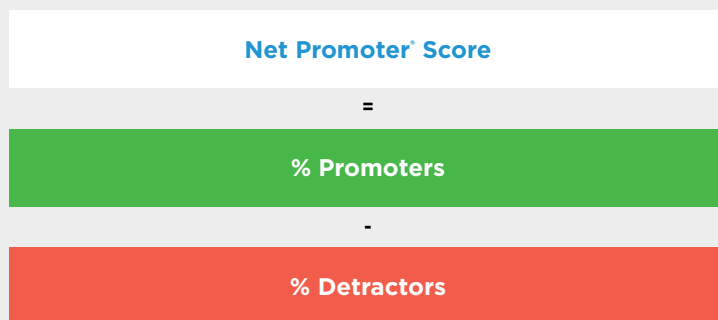 Net Promoter® Score
=
% Promoters
-
% Detractors